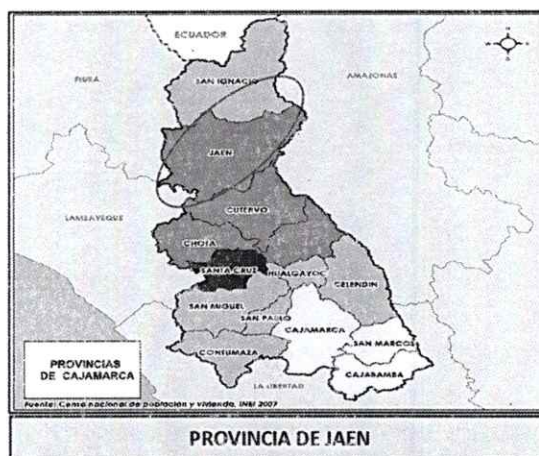 ECUADOR
PIURA
SAN IGNACIO
AMAZONAS
JAEN
LAMBAYEQUE
CUTERVO
CHOTA
SANTA CRUZ
HUALGAYOC
CELENDIN
SAN MIGUEL
SAN PABLO
CAJAMARCA
SAN MARCOS
CONTUMAZA
CAJABAMBA
LA LIBERTAD
PROVINCIAS
DE CAJAMARCA
Fuente: Censo nacional de población y vivienda, INEI 2007
PROVINCIA DE JAEN